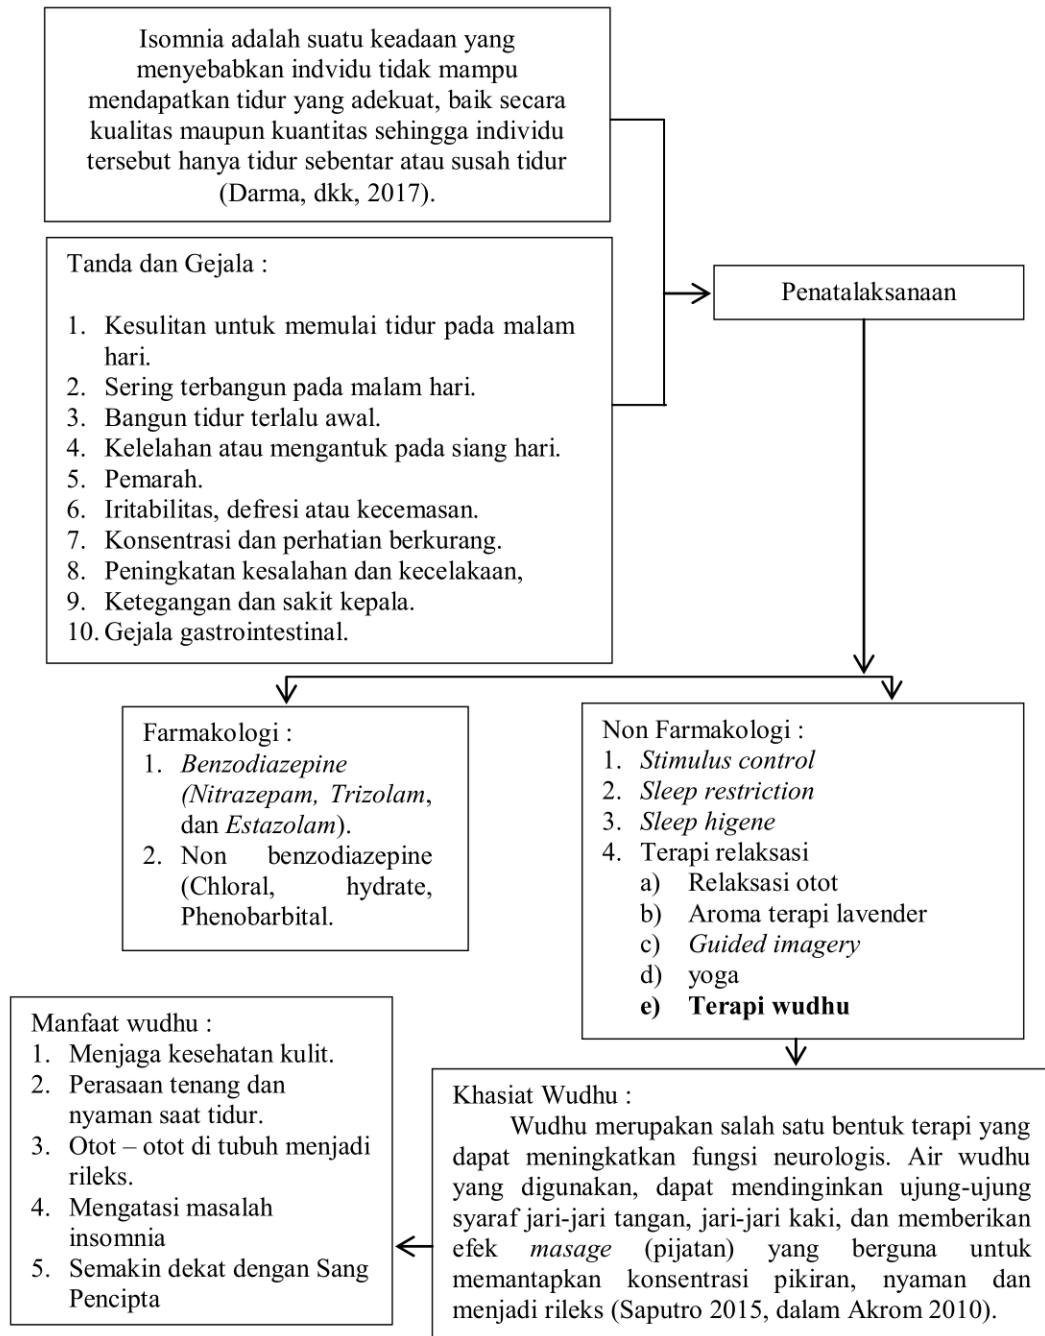 Isomnia adalah suatu keadaan yang
menyebabkan indvidu tidak mampu
mendapatkan tidur yang adekuat, baik secara
kualitas maupun kuantitas sehingga individu
tersebut hanya tidur sebentar atau susah tidur
(Darma, dkk, 2017).
Tanda dan Gejala :
1. Kesulitan untuk memulai tidur pada malam
hari.
2. Sering terbangun pada malam hari.
3. Bangun tidur terlalu awal.
4. Kelelahan atau mengantuk pada siang hari.
5. Pemarah.
6. Iritabilitas, defresi atau kecemasan.
7. Konsentrasi dan perhatian berkurang.
8. Peningkatan kesalahan dan kecelakaan,
9. Ketegangan dan sakit kepala.
10. Gejala gastrointestinal.
Penatalaksanaan
Farmakologi :
1. Benzodiazepine
(Nitrazepam, Trizolam,
dan Estazolam).
2. Non benzodiazepine
(Chloral, hydrate,
Phenobarbital.
Non Farmakologi :
1. Stimulus control
2. Sleep restriction
3. Sleep higene
4. Terapi relaksasi
a) Relaksasi otot
b) Aroma terapi lavender
c) Guided imagery
d) yoga
e) Terapi wudhu
Khasiat Wudhu :
Wudhu merupakan salah satu bentuk terapi yang
dapat meningkatkan fungsi neurologis. Air wudhu
yang digunakan, dapat mendinginkan ujung-ujung
syaraf jari-jari tangan, jari-jari kaki, dan memberikan
efek masage (pijatan) yang berguna untuk
memantapkan konsentrasi pikiran, nyaman dan
menjadi rileks (Saputro 2015, dalam Akrom 2010).
Manfaat wudhu :
1. Menjaga kesehatan kulit.
2. Perasaan tenang dan
nyaman saat tidur.
3. Otot – otot di tubuh menjadi
rileks.
4. Mengatasi masalah
insomnia
5. Semakin dekat dengan Sang
Pencipta